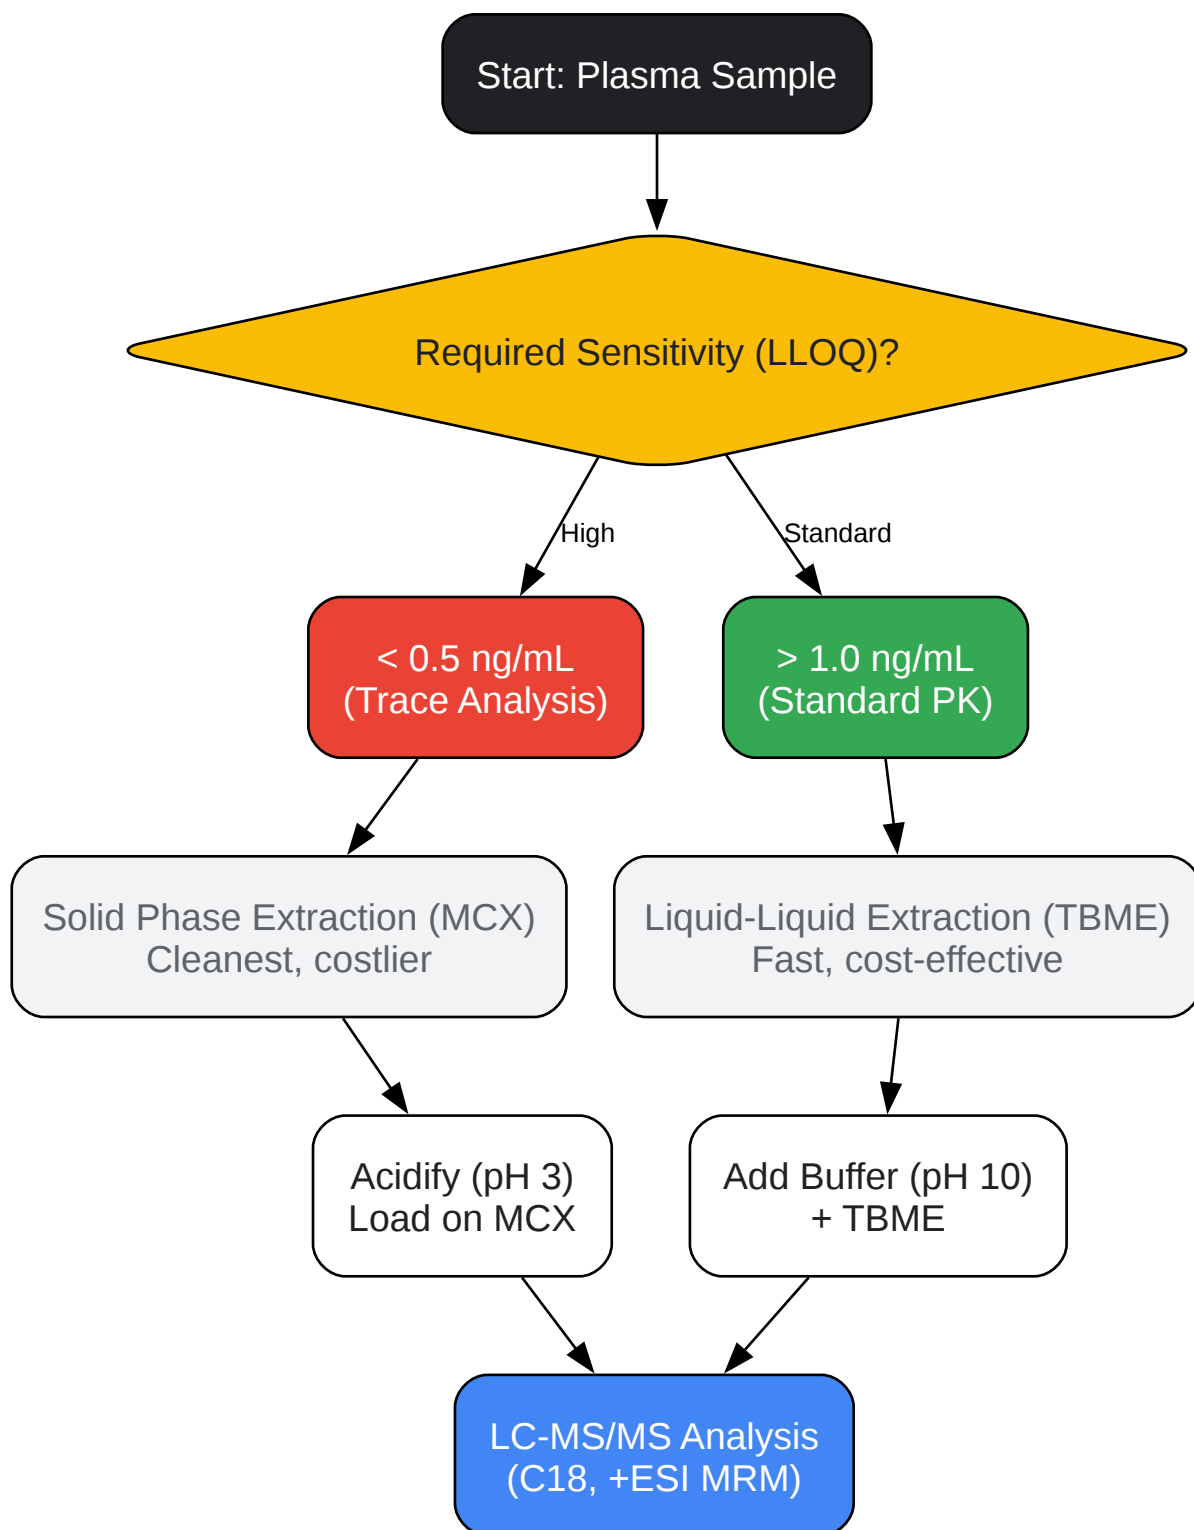 Start: Plasma Sample
Required Sensitivity (LLOQ)?
High
Standard
< 0.5 ng/mL
(Trace Analysis)
> 1.0 ng/mL
(Standard PK)
Solid Phase Extraction (MCX)
Cleanest, costlier
Liquid-Liquid Extraction (TBME)
Fast, cost-effective
Acidify (pH 3)
Load on MCX
Add Buffer (pH 10)
+ TBME
LC-MS/MS Analysis
(C18, +ESI MRM)